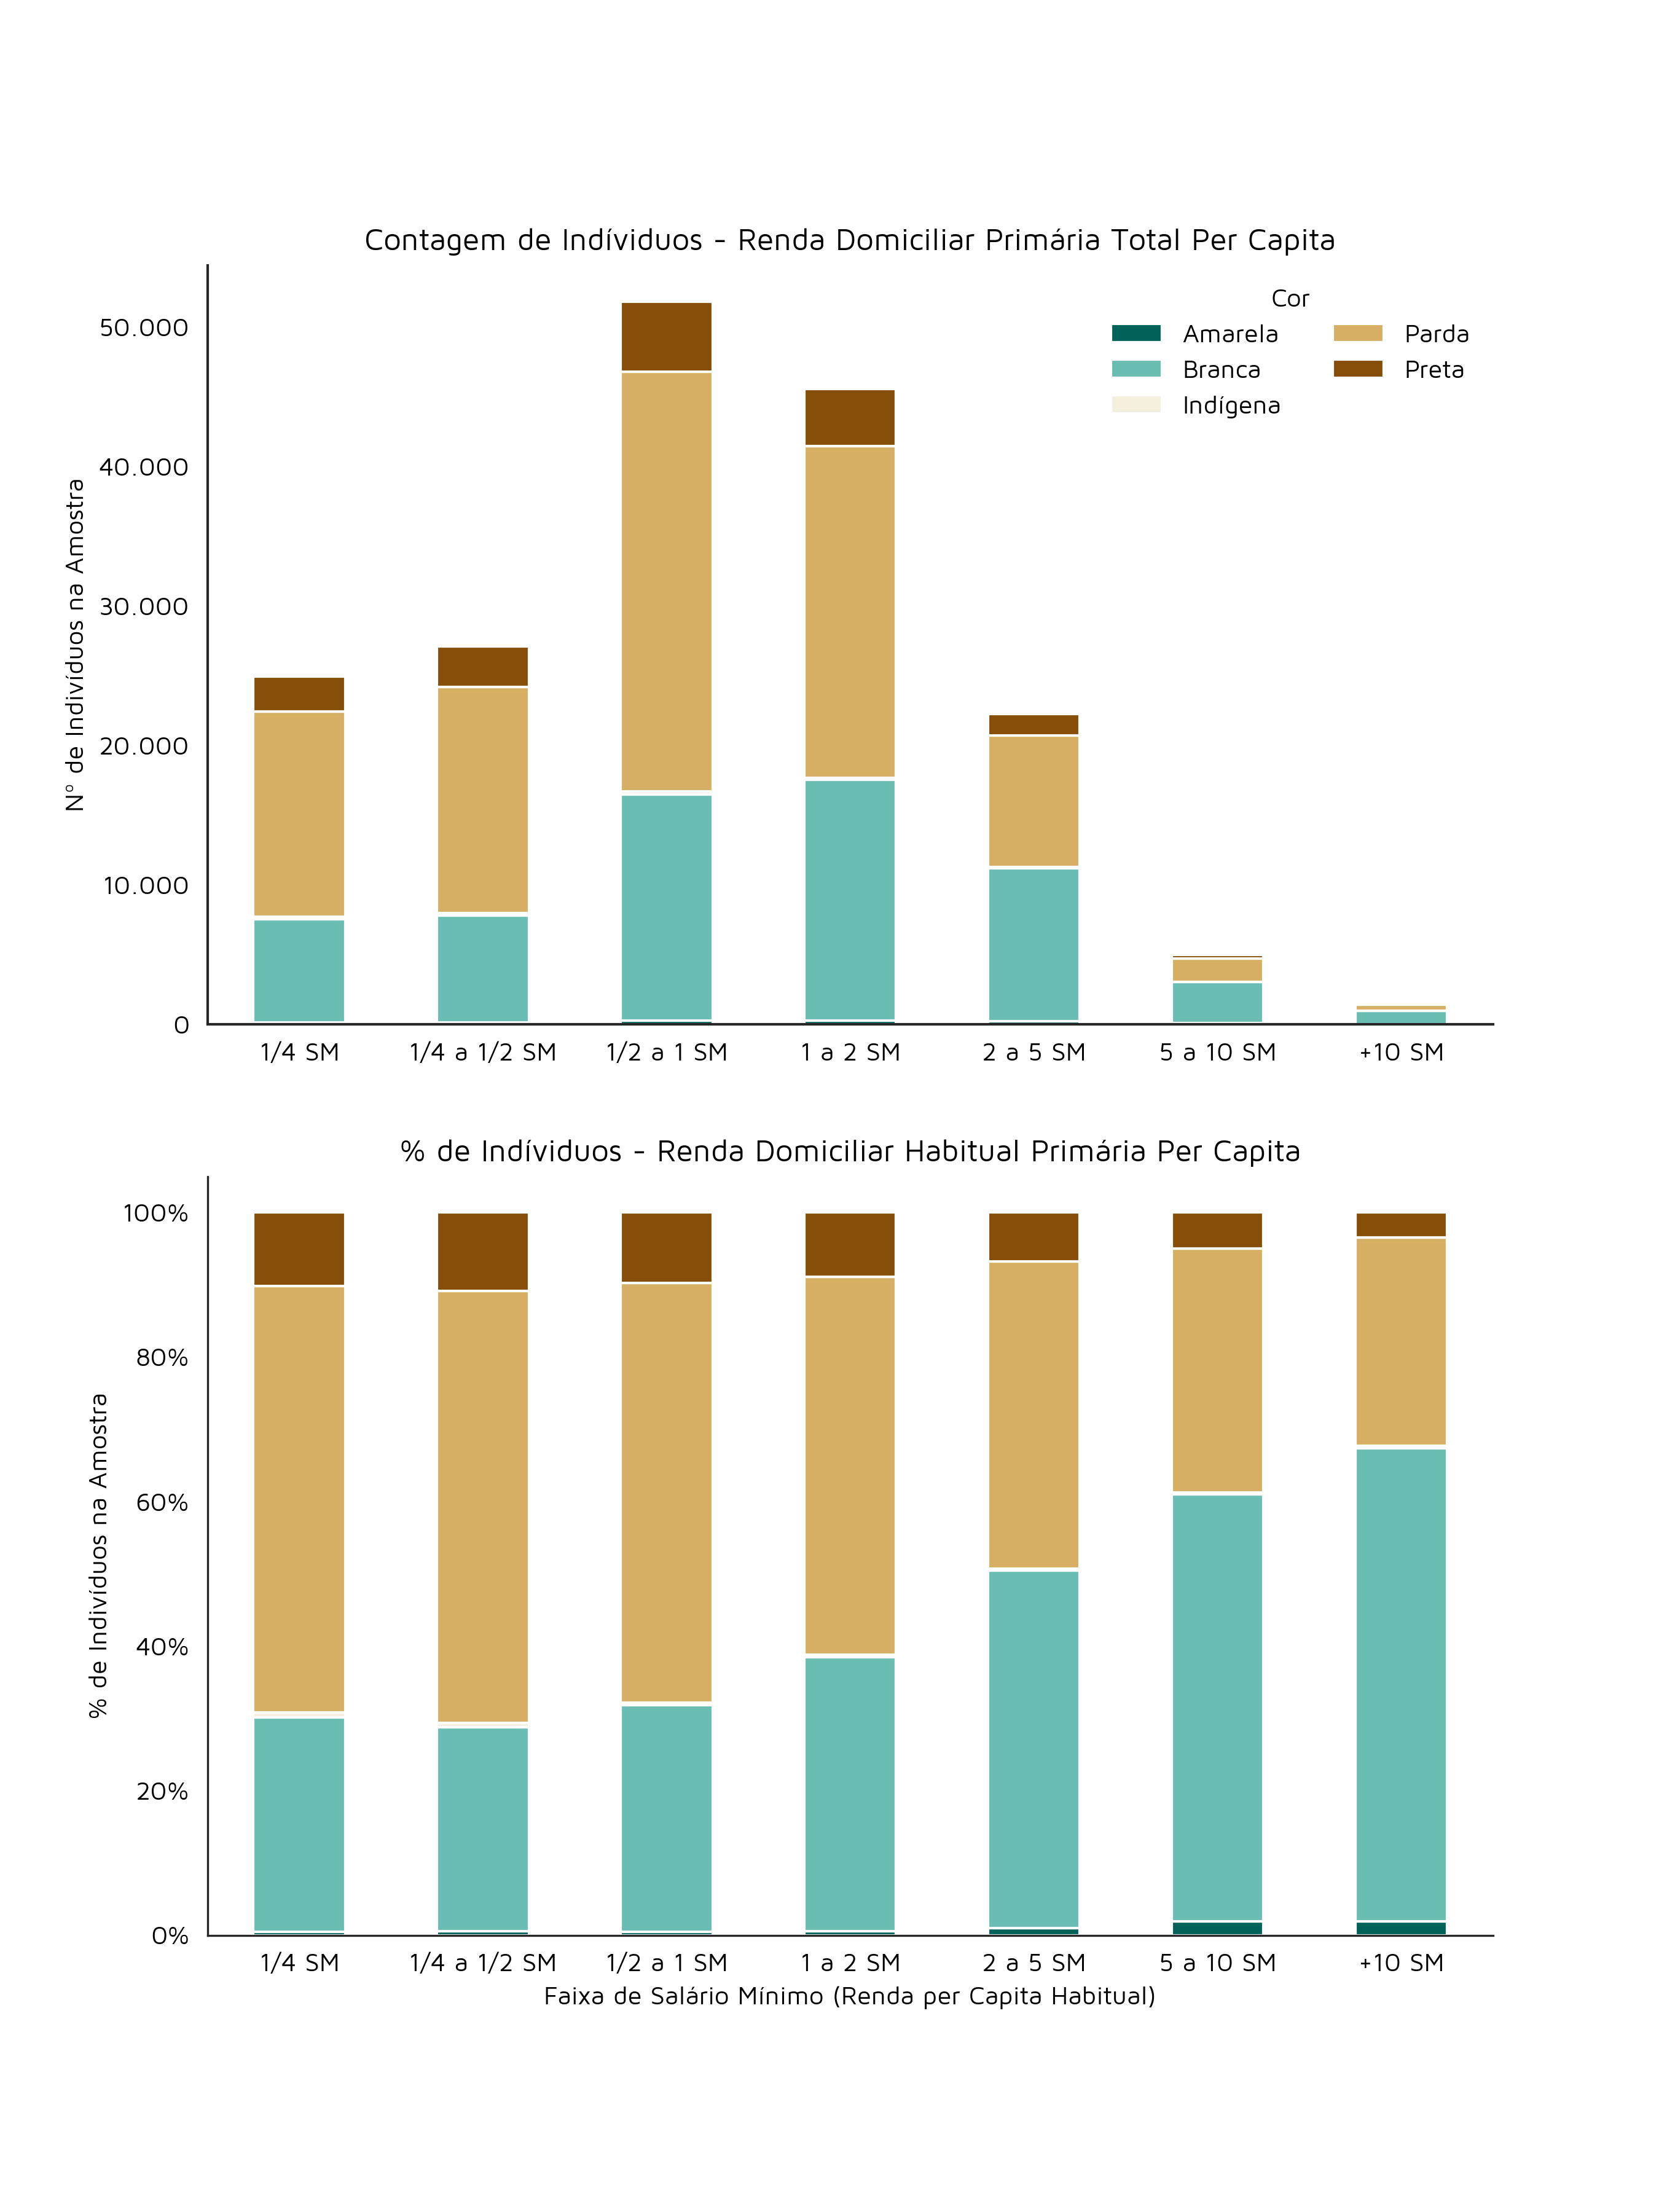 Contagem de Indíviduos - Renda Domiciliar Primária Total Per Capita
Cor
Amarela
Branca
Indígena
Parda
Preta
Nº de Indivíduos na Amostra
50.000
40.000
30.000
20.000
10.000
0
1/4 SM
1/4 a 1/2 SM
1/2 a 1 SM
1 a 2 SM
2 a 5 SM
5 a 10 SM
+10 SM
% de Indíviduos - Renda Domiciliar Habitual Primária Per Capita
% de Indivíduos na Amostra
100%
80%
60%
40%
20%
0%
1/4 SM
1/4 a 1/2 SM
1/2 a 1 SM
1 a 2 SM
2 a 5 SM
5 a 10 SM
+10 SM
Faixa de Salário Mínimo (Renda per Capita Habitual)